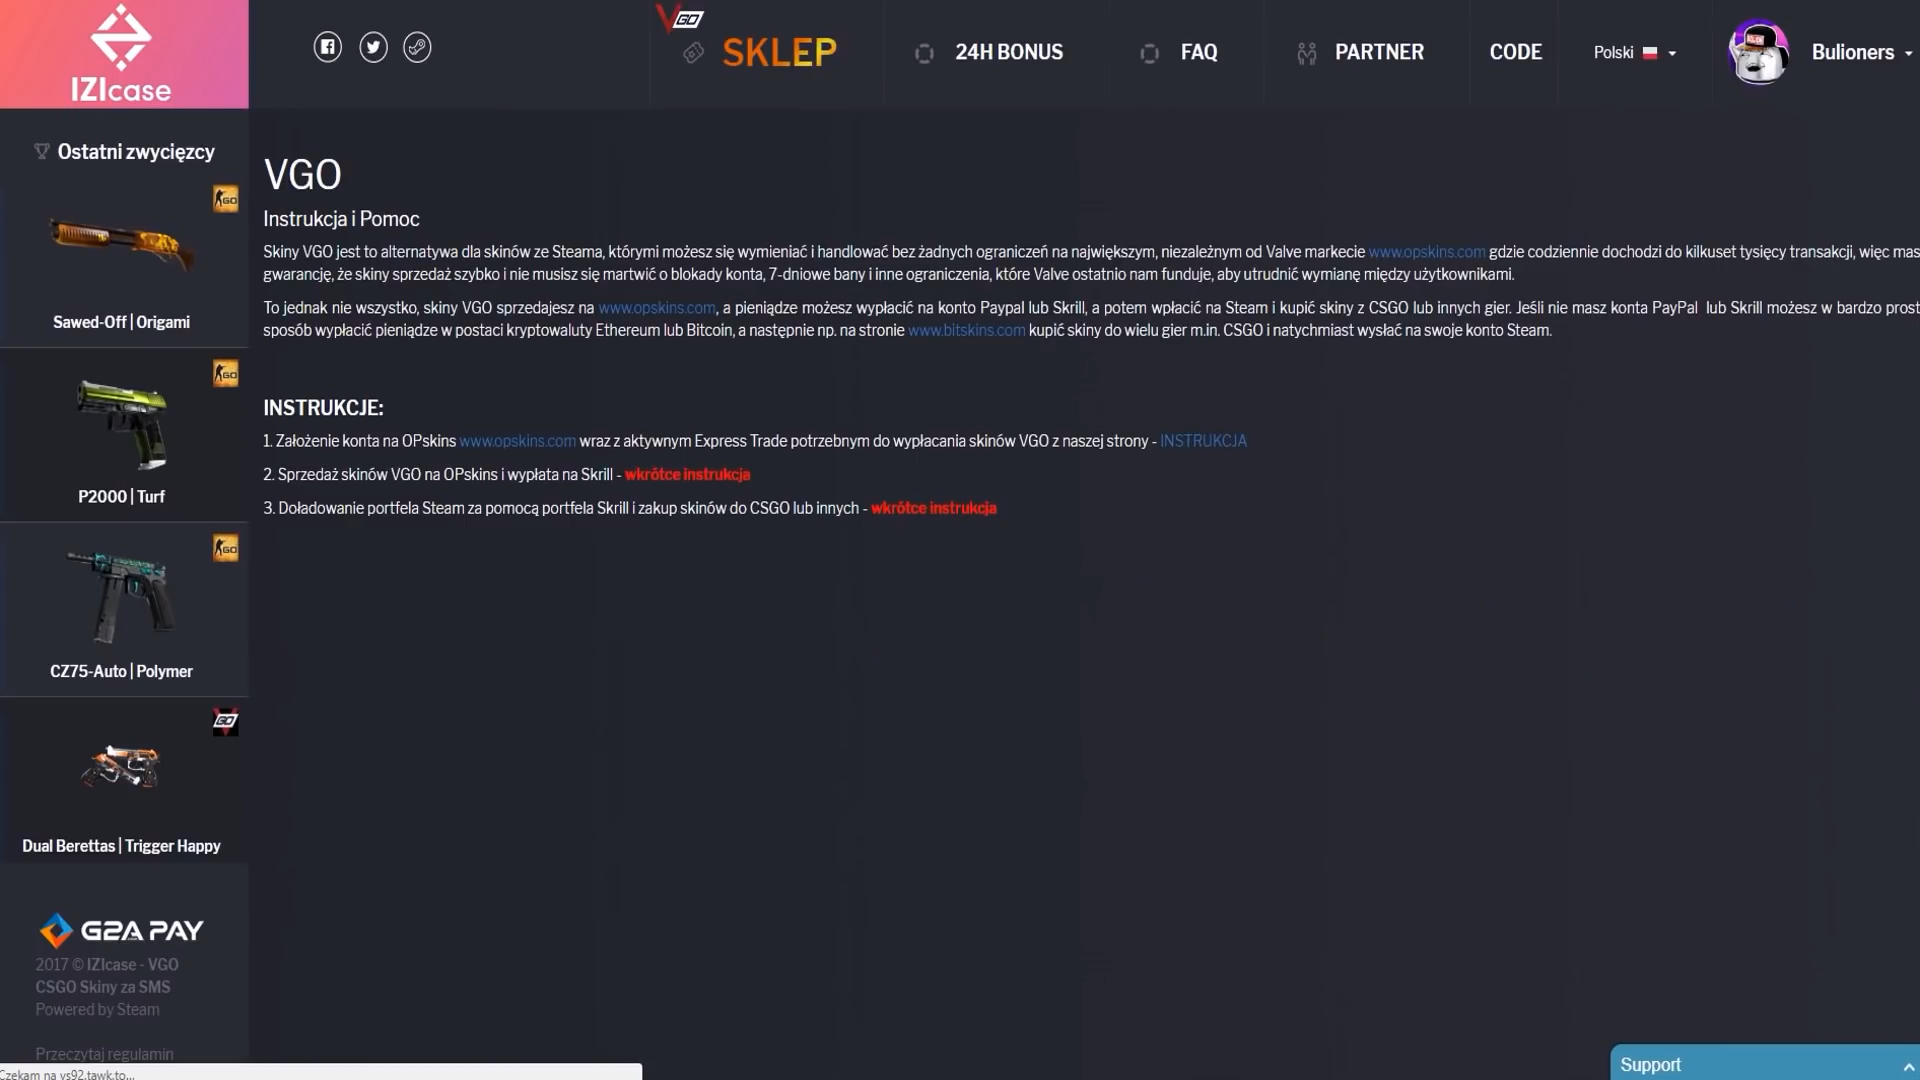 IZIcase
VGO
SKLEP
24H BONUS
FAQ
PARTNER
CODE
Polski
Bulioners
Ostatni zwycięzcy
GO
Sawed-Off | Origami
GO
P2000 | Turf
GO
CZ75-Auto | Polymer
GO
Dual Berettas | Trigger Happy
G2A PAY
2017 © IZIcase - VGO
CSGO Skiny za SMS
Powered by Steam
Przeczytaj regulamin
Czekam na vs92.tawk.to...
VGO
Instrukcja i Pomoc
Skiny VGO jest to alternatywa dla skinów ze Steama, którymi możesz się wymieniać i handlować bez żadnych ograniczeń na największym, niezależnym od Valve markecie www.opskins.com gdzie codziennie dochodzi do kilkuset tysięcy transakcji, więc mas
gwarancję, że skiny sprzedaż szybko i nie musisz się martwić o blokady konta, 7-dniowe bany i inne ograniczenia, które Valve ostatnio nam funduje, aby utrudnić wymianę między użytkownikami.
To jednak nie wszystko, skiny VGO sprzedajesz na www.opskins.com, a pieniądze możesz wypłacić na konto Paypal lub Skrill, a potem wpłacić na Steam i kupić skiny z CSGO lub innych gier. Jeśli nie masz konta PayPal lub Skrill możesz w bardzo prost
sposób wypłacić pieniądze w postaci kryptowaluty Ethereum lub Bitcoin, a następnie np. na stronie www.bitskins.com kupić skiny do wielu gier m.in. CSGO i natychmiast wysłać na swoje konto Steam.
INSTRUKCJE:
1. Założenie konta na OPskins www.opskins.com wraz z aktywnym Express Trade potrzebnym do wypłacania skinów VGO z naszej strony - INSTRUKCJA
2. Sprzedaż skinów VGO na OPskins i wypłata na Skrill - wkrótce instrukcja
3. Doładowanie portfela Steam za pomocą portfela Skrill i zakup skinów do CSGO lub innych - wkrótce instrukcja
Support